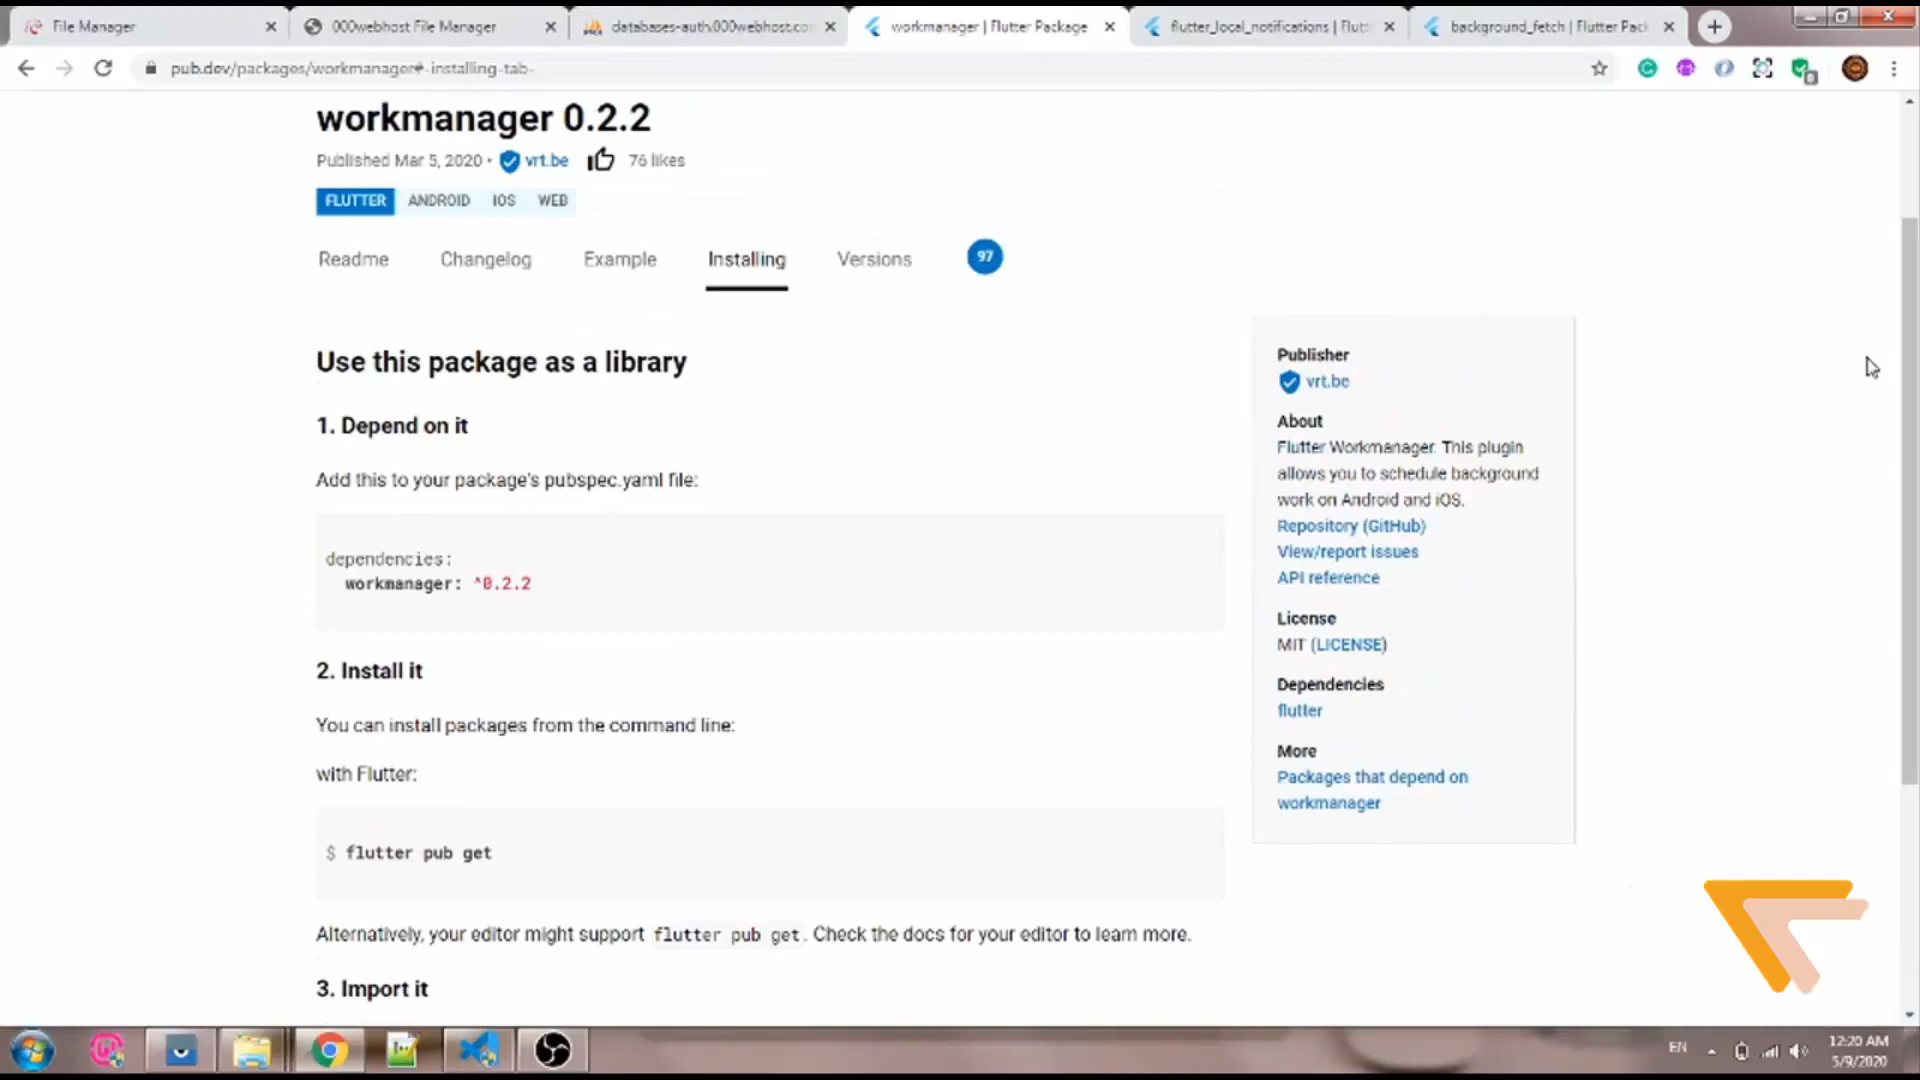 File Manager
000webhost File Manager
databases-auth.000webhost.co
workmanager | Flutter Package
flutter_local_notifications | Flut
background_fetch | Flutter Pack
pub.dev/packages/workmanager#-installing-tab-
workmanager 0.2.2
Published Mar 5, 2020 • vrt.be 76 likes
FLUTTER ANDROID IOS WEB
Readme Changelog Example Installing Versions 97
Use this package as a library
1. Depend on it
Add this to your package's pubspec.yaml file:
dependencies:
workmanager: ^0.2.2
2. Install it
You can install packages from the command line:
with Flutter:
$ flutter pub get
Alternatively, your editor might support flutter pub get. Check the docs for your editor to learn more.
3. Import it
Publisher
vrt.be
About
Flutter Workmanager. This plugin
allows you to schedule background
work on Android and iOS.
Repository (GitHub)
View/report issues
API reference
License
MIT (LICENSE)
Dependencies
flutter
More
Packages that depend on
workmanager
EN
12:20 AM
5/9/2020